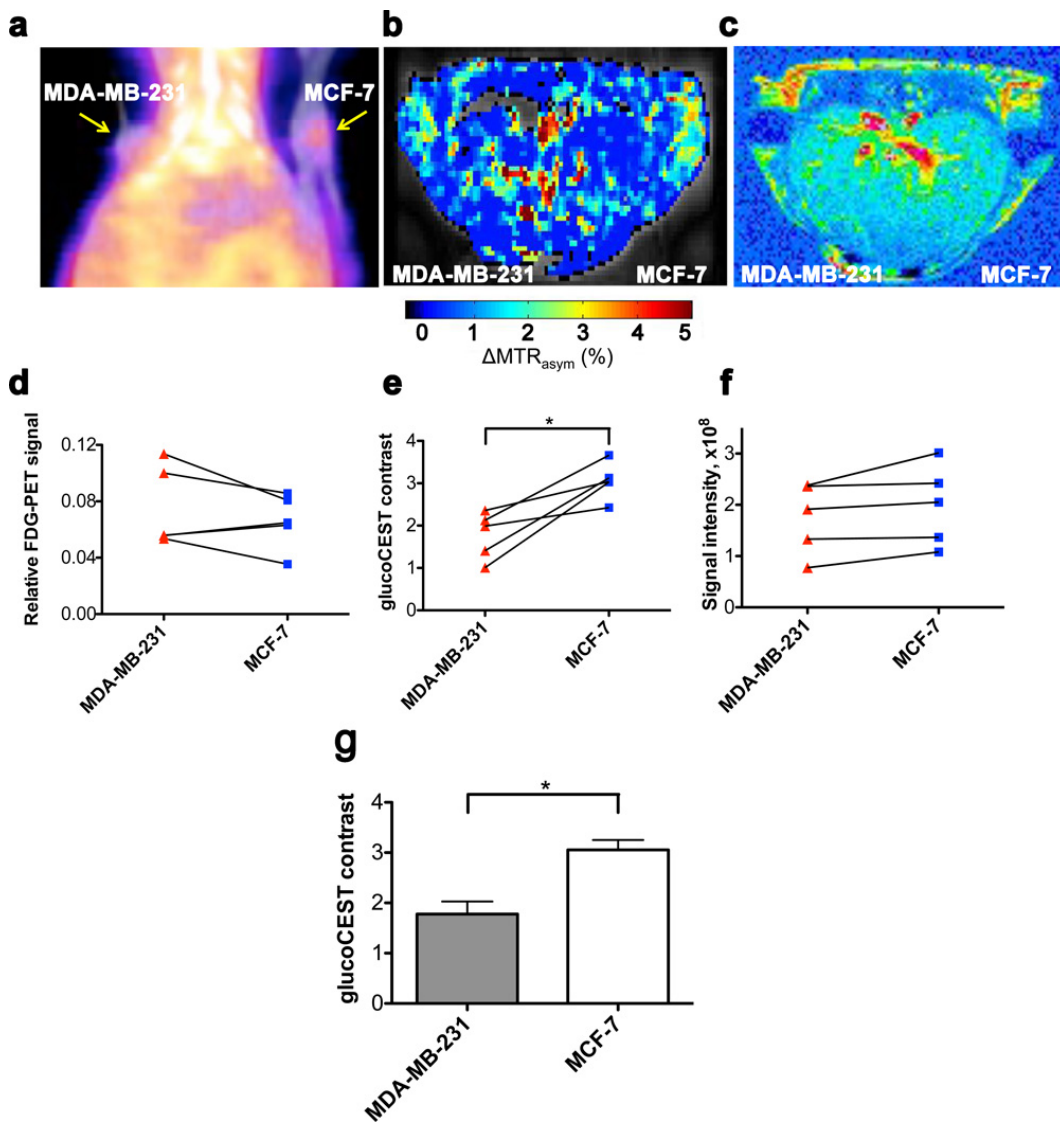 a
b
c
MDA-MB-231
MCF-7
MDA-MB-231
MCF-7
MDA-MB-231
MCF-7
0 1 2 3 4 5
ΔMTRasym (%)
d
e
f
Relative FDG-PET signal
0.12
0.08
0.04
0.00
MDA-MB-231
MCF-7
glucoCEST contrast
4
3
2
1
0
*
MDA-MB-231
MCF-7
Signal intensity, x10⁸
3
2
1
0
MDA-MB-231
MCF-7
g
glucoCEST contrast
4
3
2
1
0
*
MDA-MB-231
MCF-7